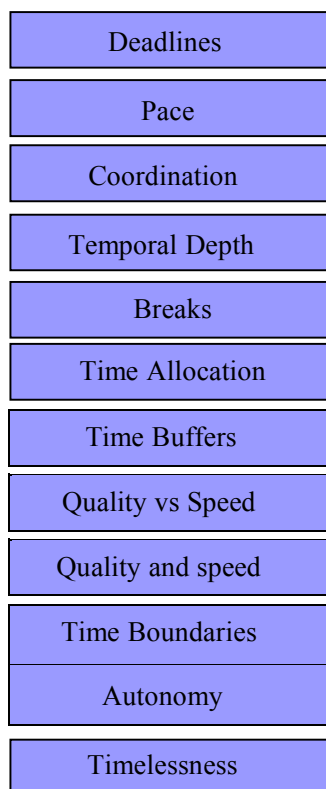 Deadlines
Pace
Coordination
Temporal Depth
Breaks
Time Allocation
Time Buffers
Quality vs Speed
Quality and speed
Time Boundaries
Autonomy
Timelessness